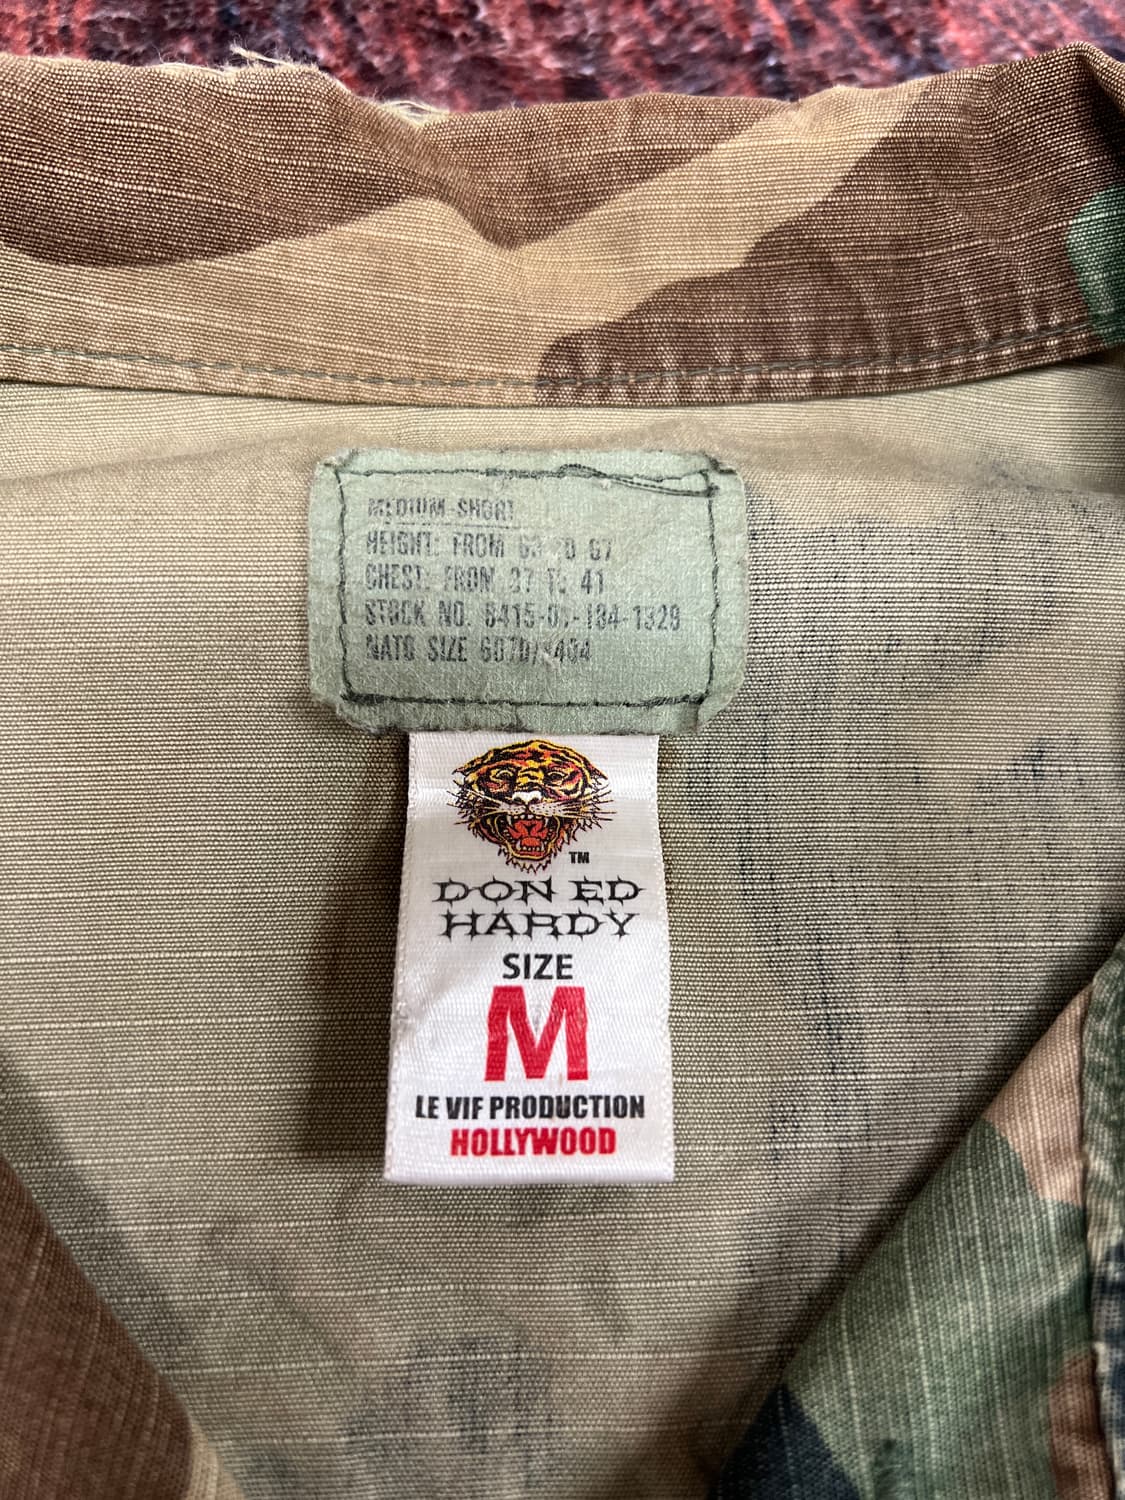 MEDIUM-SHORT
HEIGHT: FROM 63 TO 67
CHEST: FROM 37 TO 41
STOCK NO. 8415-01-184-1329
NATO SIZE
TM
DON ED
HARDY
SIZE
M
LE VIF PRODUCTION
HOLLYWOOD